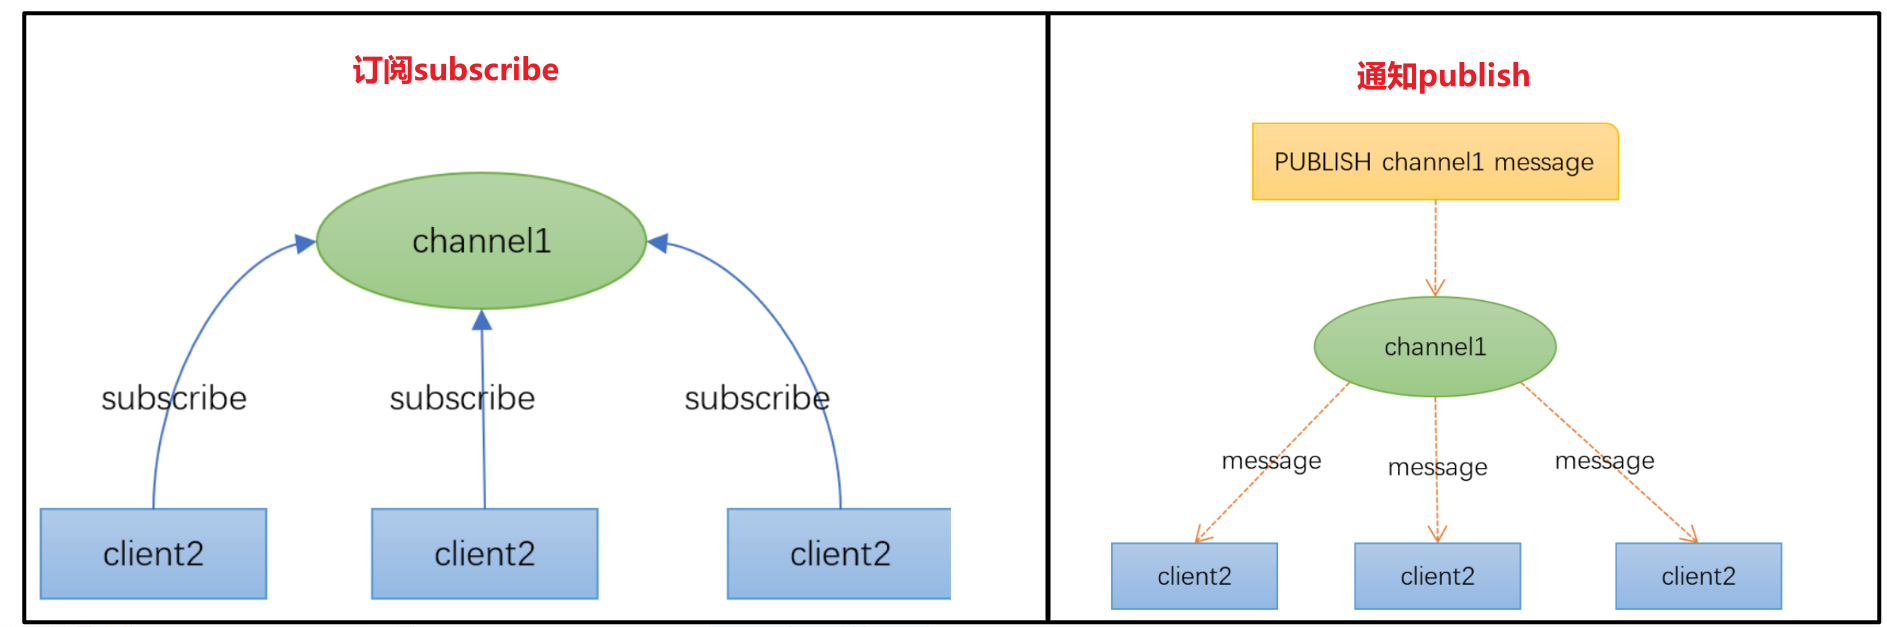 订阅subscribe
channel1
subscribe
subscribe
subscribe
client2
client2
client2
通知publish
PUBLISH channel1 message
channel1
message
message
message
client2
client2
client2